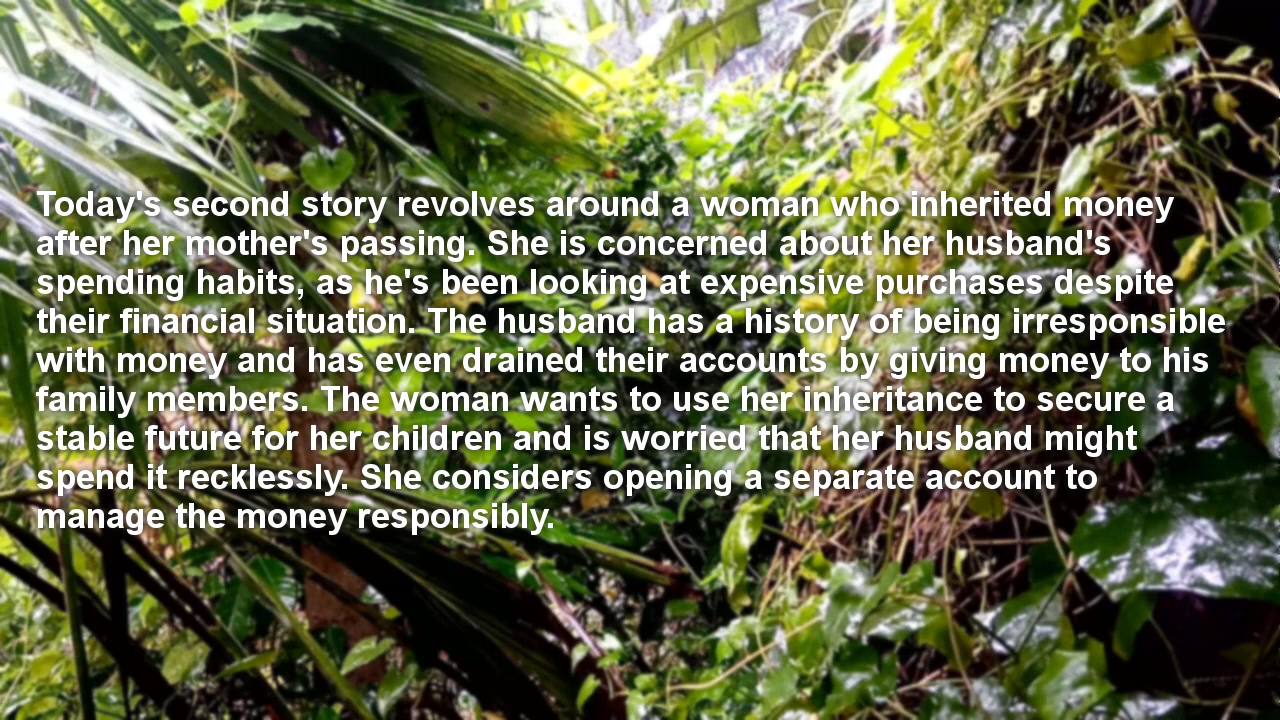 Today's second story revolves around a woman who inherited money
after her mother's passing. She is concerned about her husband's
spending habits, as he's been looking at expensive purchases despite
their financial situation. The husband has a history of being irresponsible
with money and has even drained their accounts by giving money to his
family members. The woman wants to use her inheritance to secure a
stable future for her children and is worried that her husband might
spend it recklessly. She considers opening a separate account to
manage the money responsibly.